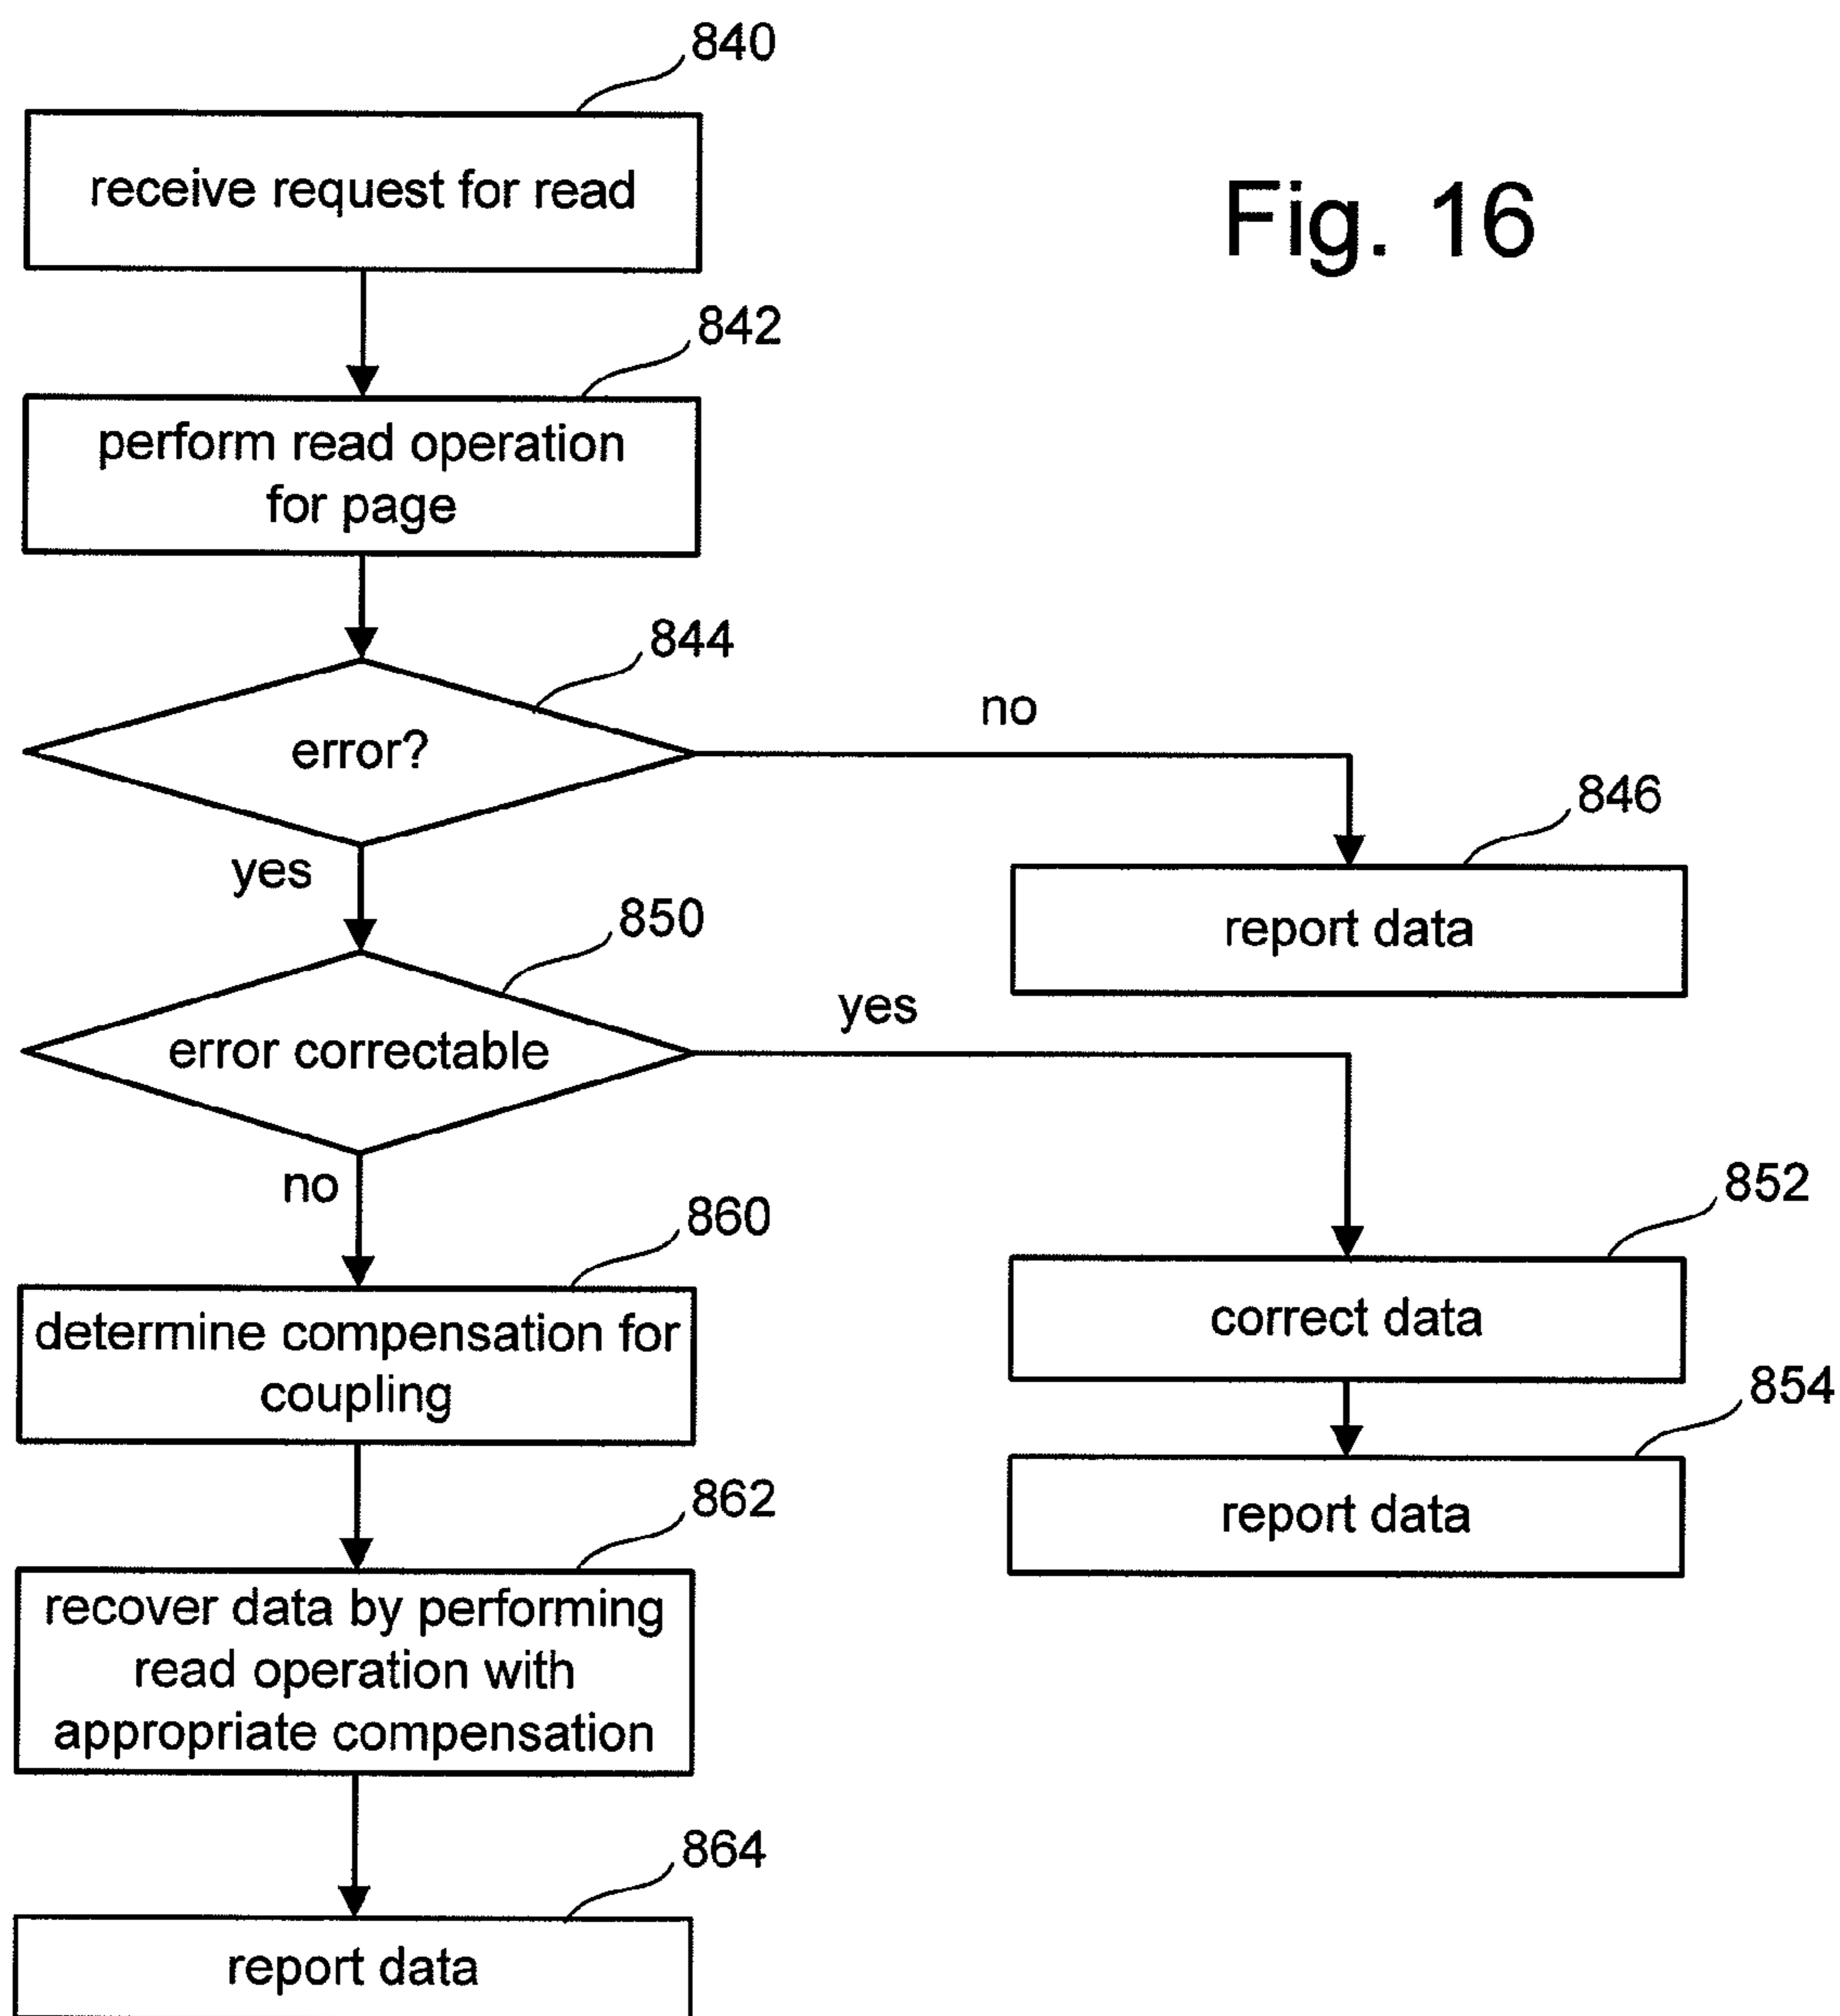 840
receive request for read
Fig. 16
842
perform read operation
for page
844
error?
no
yes
846
report data
850
error correctable
yes
no
852
correct data
854
report data
860
determine compensation for
coupling
862
recover data by performing
read operation with
appropriate compensation
864
report data